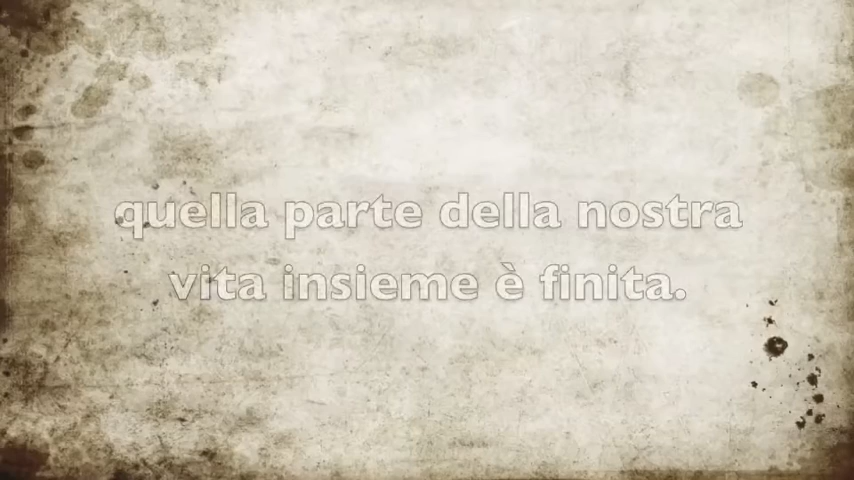 quella parte della nostra
vita insieme è finita.